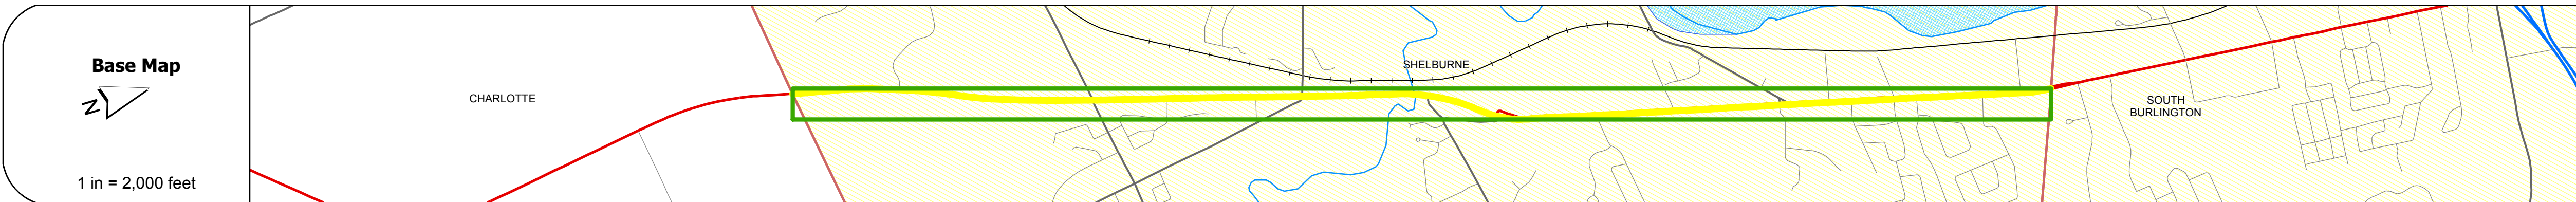 Base Map
N
1 in = 2,000 feet
CHARLOTTE
SHELBURNE
SOUTH
BURLINGTON